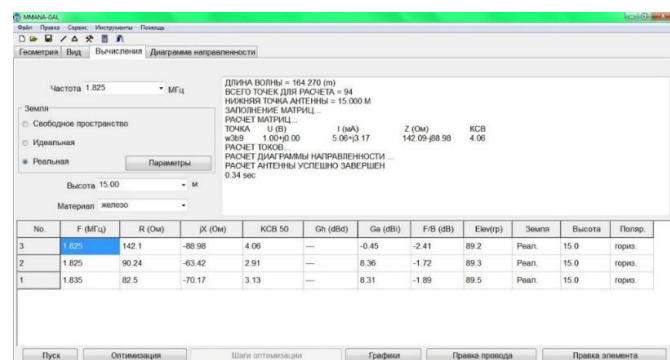 MMANA-GAL
Файл Правка Сервис Инструменты Помощь
Геометрия Вид Вычисления Диаграмма направленности
Частота 1.825 МГц
Земля
Свободное пространство
Идеальная
Реальная Параметры
Высота 15.00 м
Материал железо
ДЛИНА ВОЛНЫ = 164.270 (m)
ВСЕГО ТОЧЕК ДЛЯ РАСЧЕТА = 94
НИЖНЯЯ ТОЧКА АНТЕННЫ = 15.000 М
ЗАПОЛНЕНИЕ МАТРИЦ...
РАСЧЕТ МАТРИЦ...
ТОЧКА U (В) I (мА) Z (Ом) КСВ
w3b9 1.00+j0.00 5.06+j3.17 142.09-j88.98 4.06
РАСЧЕТ ТОКОВ...
РАСЧЕТ ДИАГРАММЫ НАПРАВЛЕННОСТИ ...
РАСЧЕТ АНТЕННЫ УСПЕШНО ЗАВЕРШЕН
0.34 sec
No. F (МГц) R (Ом) jX (Ом) КСВ 50 Gh (dBd) Ga (dBi) F/B (dB) Elev(гр) Земля Высота Поляр.
3 1.825 142.1 -88.98 4.06 --- -0.45 -2.41 89.2 Реал. 15.0 гориз.
2 1.825 90.24 -63.42 2.91 --- 8.36 -1.72 89.3 Реал. 15.0 гориз.
1 1.835 82.5 -70.17 3.13 --- 8.31 -1.89 89.5 Реал. 15.0 гориз.
Пуск Оптимизация Шаги оптимизации Графики Правка провода Правка элемента